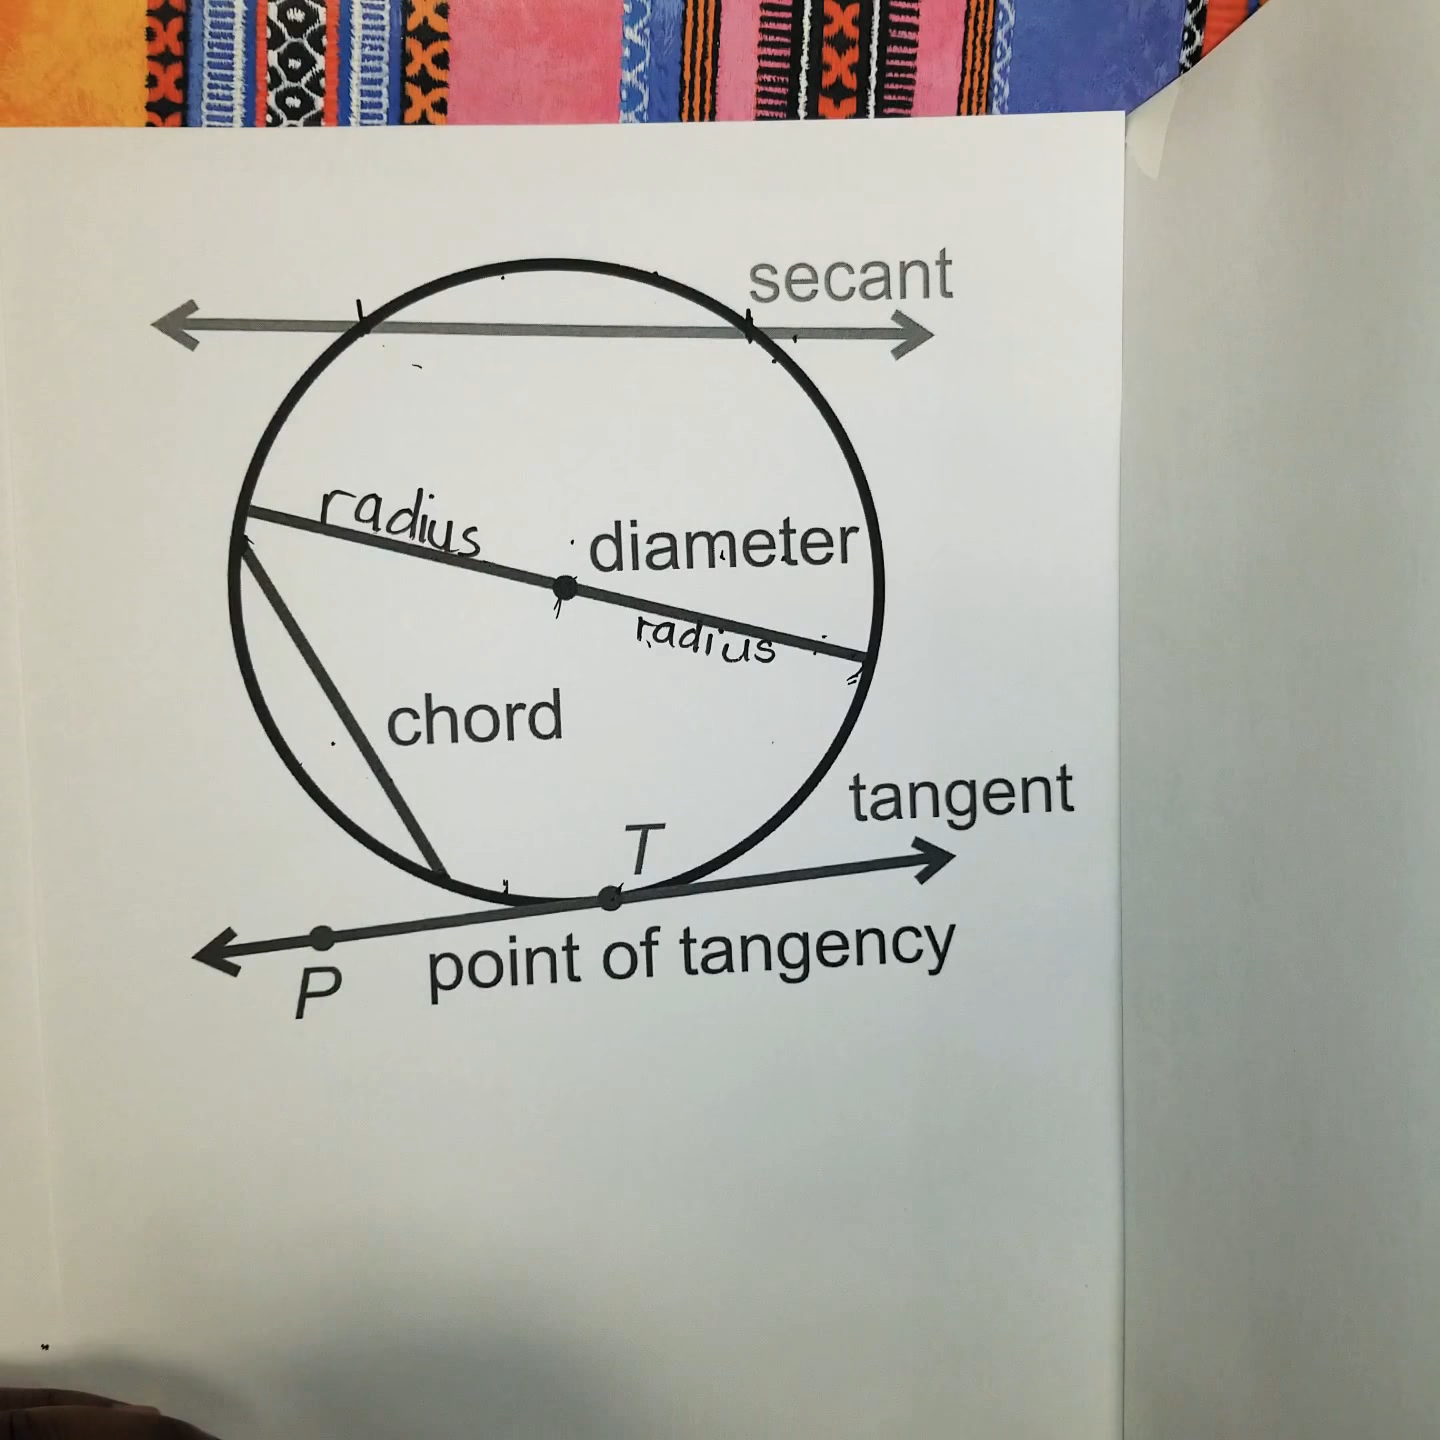 secant
radius
diameter
radius
chord
tangent
T
point of tangency
P